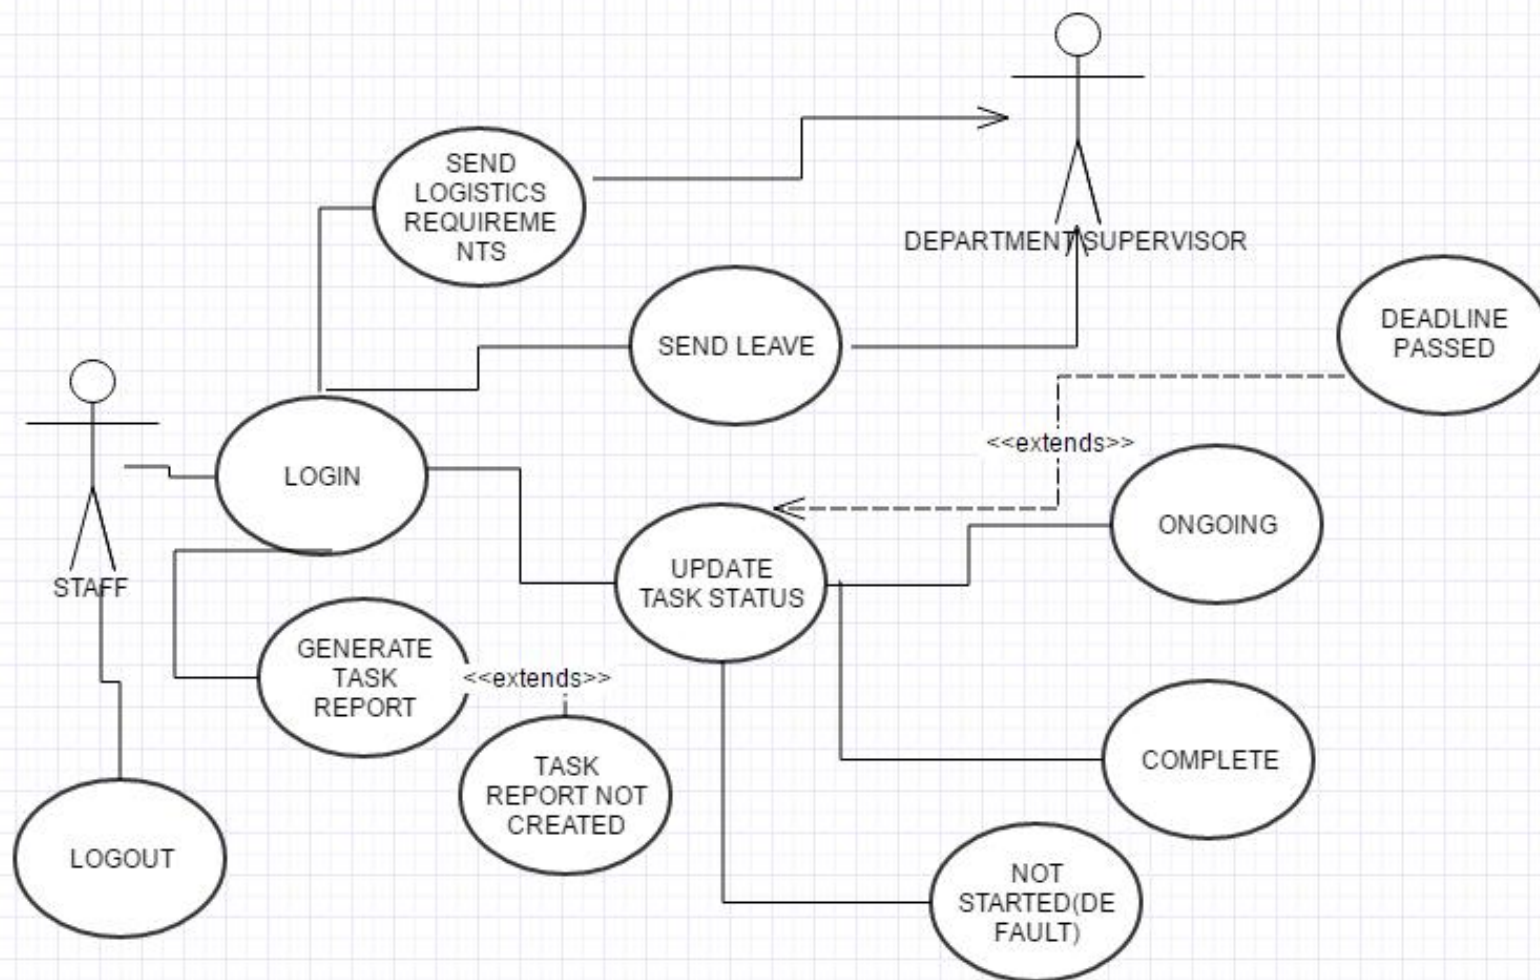 SEND
LOGISTICS
REQUIREME
NTS
DEPARTMENT SUPERVISOR
SEND LEAVE
DEADLINE
PASSED
<<extends>>
LOGIN
ONGOING
UPDATE
TASK STATUS
STAFF
GENERATE
TASK
REPORT
<<extends>>
TASK
REPORT NOT
CREATED
COMPLETE
LOGOUT
NOT
STARTED(DE
FAULT)